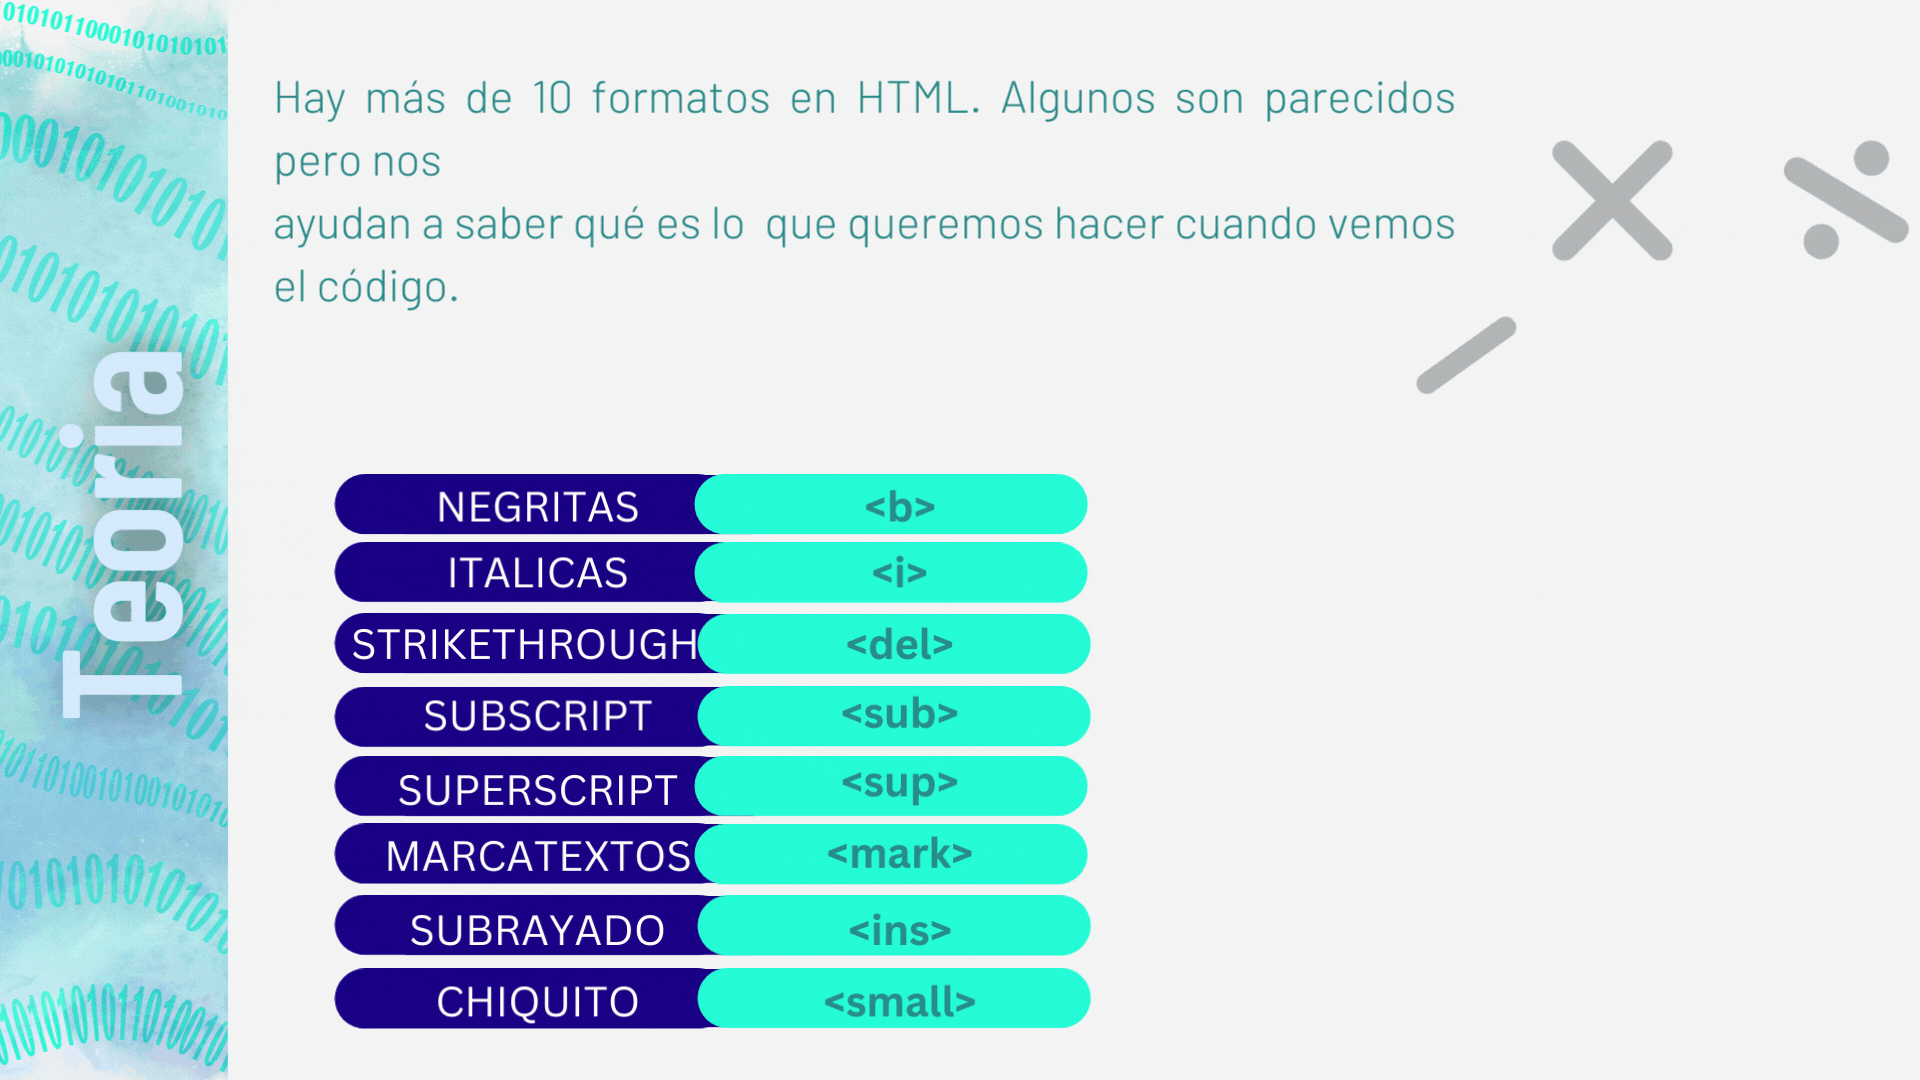 Teoria
Hay más de 10 formatos en HTML. Algunos son parecidos
pero nos
ayudan a saber qué es lo que queremos hacer cuando vemos
el código.
NEGRITAS <b>
ITALICAS <i>
STRIKETHROUGH <del>
SUBSCRIPT <sub>
SUPERSCRIPT <sup>
MARCATEXTOS <mark>
SUBRAYADO <ins>
CHIQUITO <small>